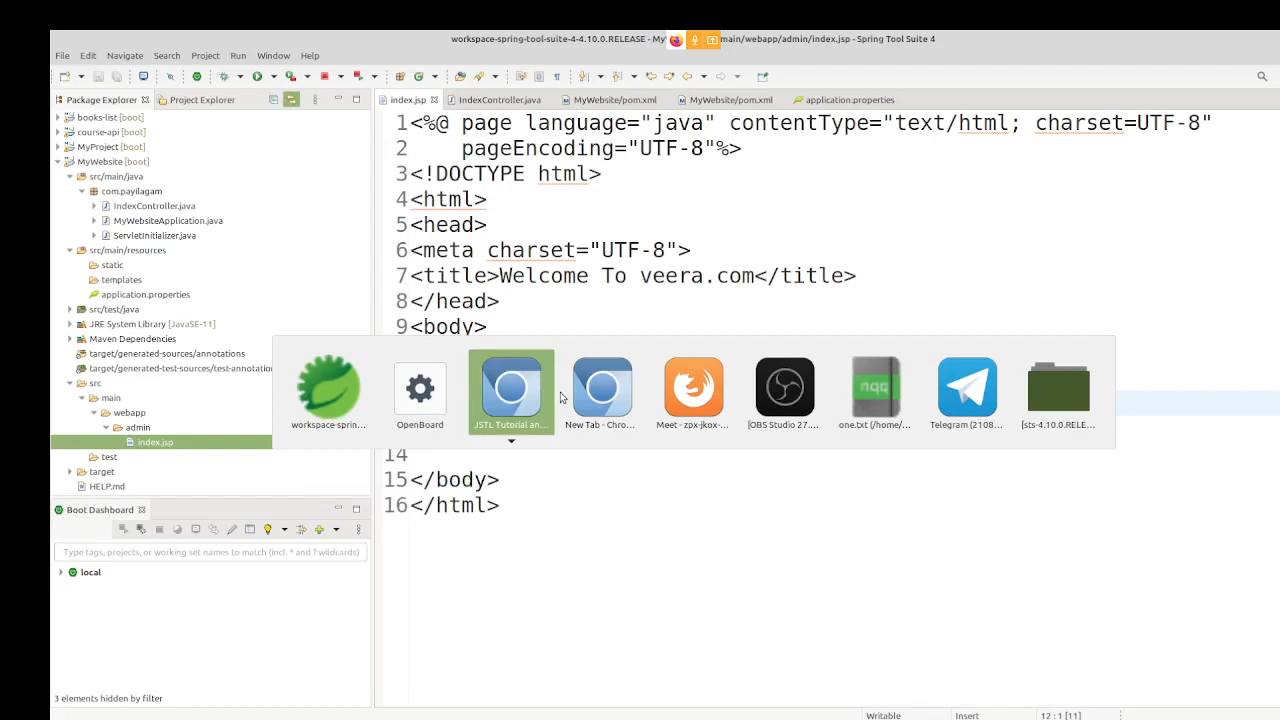 workspace-spring-tool-suite-4-4.10.0.RELEASE - My main/webapp/admin/index.jsp - Spring Tool Suite 4
File Edit Navigate Search Project Run Window Help
Package Explorer Project Explorer
index.jsp IndexController.java MyWebsite/pom.xml MyWebsite/pom.xml application.properties
books-list [boot]
course-api [boot]
MyProject [boot]
MyWebsite [boot]
src/main/java
com.payilagam
IndexController.java
MyWebsiteApplication.java
ServletInitializer.java
src/main/resources
static
templates
application.properties
src/test/java
JRE System Library [JavaSE-11]
Maven Dependencies
target/generated-sources/annotations
target/generated-test-sources/test-annotatio
src
main
webapp
admin
index.jsp
test
target
HELP.md
1 <%@ page language="java" contentType="text/html; charset=UTF-8"
2 pageEncoding="UTF-8"%>
3 <!DOCTYPE html>
4 <html>
5 <head>
6 <meta charset="UTF-8">
7 <title>Welcome To veera.com</title>
8 </head>
9 <body>
14
15 </body>
16 </html>
workspace-sprin... OpenBoard JSTL Tutorial an... New Tab - Chro... Meet - zpx-jkox-... [OBS Studio 27.... one.txt (/home/... Telegram (2108... [sts-4.10.0.RELE...
nqq
Boot Dashboard
Type tags, projects, or working set names to match (incl. * and ? wildcards)
local
3 elements hidden by filter
Writable Insert 12 : 1 [11]